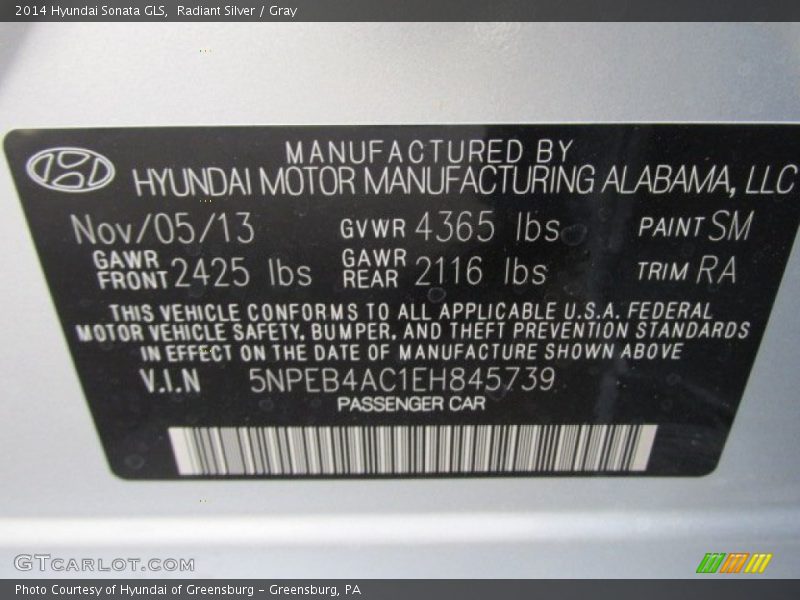 2014 Hyundai Sonata GLS, Radiant Silver / Gray
MANUFACTURED BY
HYUNDAI MOTOR MANUFACTURING ALABAMA, LLC
Nov/05/13 GVWR 4365 lbs PAINT SM
GAWR FRONT 2425 lbs GAWR REAR 2116 lbs TRIM RA
THIS VEHICLE CONFORMS TO ALL APPLICABLE U.S.A. FEDERAL
MOTOR VEHICLE SAFETY, BUMPER, AND THEFT PREVENTION STANDARDS
IN EFFECT ON THE DATE OF MANUFACTURE SHOWN ABOVE
V.I.N 5NPEB4AC1EH845739
PASSENGER CAR
GTCARLOT.COM
Photo Courtesy of Hyundai of Greensburg - Greensburg, PA